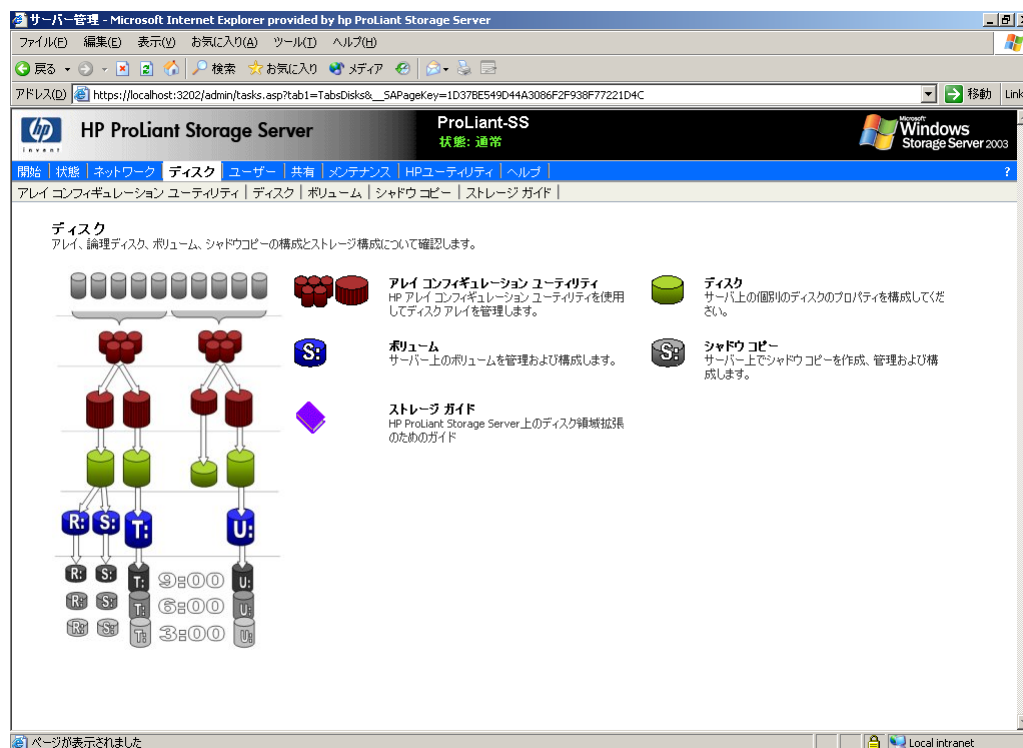 サーバー管理 - Microsoft Internet Explorer provided by hp ProLiant Storage Server
ファイル(F) 編集(E) 表示(V) お気に入り(A) ツール(T) ヘルプ(H)
戻る 検索 お気に入り メディア
アドレス(D) https://localhost:3202/admin/tasks.asp?tab1=TabsDisks&__SAPageKey=1D37BE549D44A3086F2F938F77221D4C 移動 Link
hp invent HP ProLiant Storage Server ProLiant-SS Microsoft Windows Storage Server 2003
状態: 通常
開始 状態 ネットワーク ディスク ユーザー 共有 メンテナンス HPユーティリティ ヘルプ ?
アレイ コンフィギュレーション ユーティリティ ディスク ボリューム シャドウ コピー ストレージ ガイド
ディスク
アレイ、論理ディスク、ボリューム、シャドウコピーの構成とストレージ構成について確認します。
アレイ コンフィギュレーション ユーティリティ
HP アレイ コンフィギュレーション ユーティリティを使用
してディスク アレイを管理します。
ディスク
サーバ上の個別のディスクのプロパティを構成してくだ
さい。
S: ボリューム
サーバー上のボリュームを管理および構成します。
S: シャドウ コピー
サーバー上でシャドウ コピーを作成、管理および構
成します。
ストレージ ガイド
HP ProLiant Storage Server上のディスク領域拡張
のためのガイド
R: S: T: U:
R: S: T: 9:00 U:
R: S: T: 6:00 U:
R: S: T: 3:00 U:
ページが表示されました Local intranet